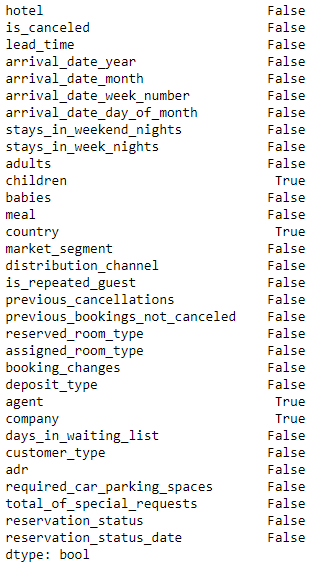 hotel False
is_canceled False
lead_time False
arrival_date_year False
arrival_date_month False
arrival_date_week_number False
arrival_date_day_of_month False
stays_in_weekend_nights False
stays_in_week_nights False
adults False
children True
babies False
meal False
country True
market_segment False
distribution_channel False
is_repeated_guest False
previous_cancellations False
previous_bookings_not_canceled False
reserved_room_type False
assigned_room_type False
booking_changes False
deposit_type False
agent True
company True
days_in_waiting_list False
customer_type False
adr False
required_car_parking_spaces False
total_of_special_requests False
reservation_status False
reservation_status_date False
dtype: bool